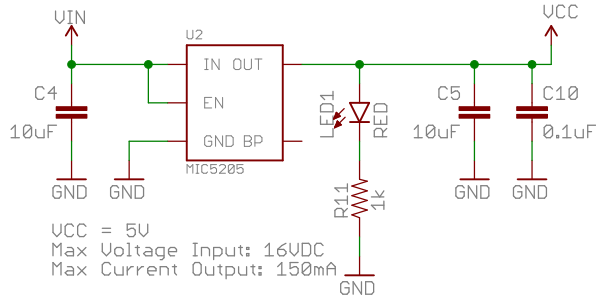 VIN
VCC
U2
IN OUT
EN
GND BP
MIC5205
C4
10uF
GND
GND
LED1
RED
R11
1k
GND
C5
10uF
GND
C10
0.1uF
GND
VCC = 5V
Max Voltage Input: 16VDC
Max Current Output: 150mA